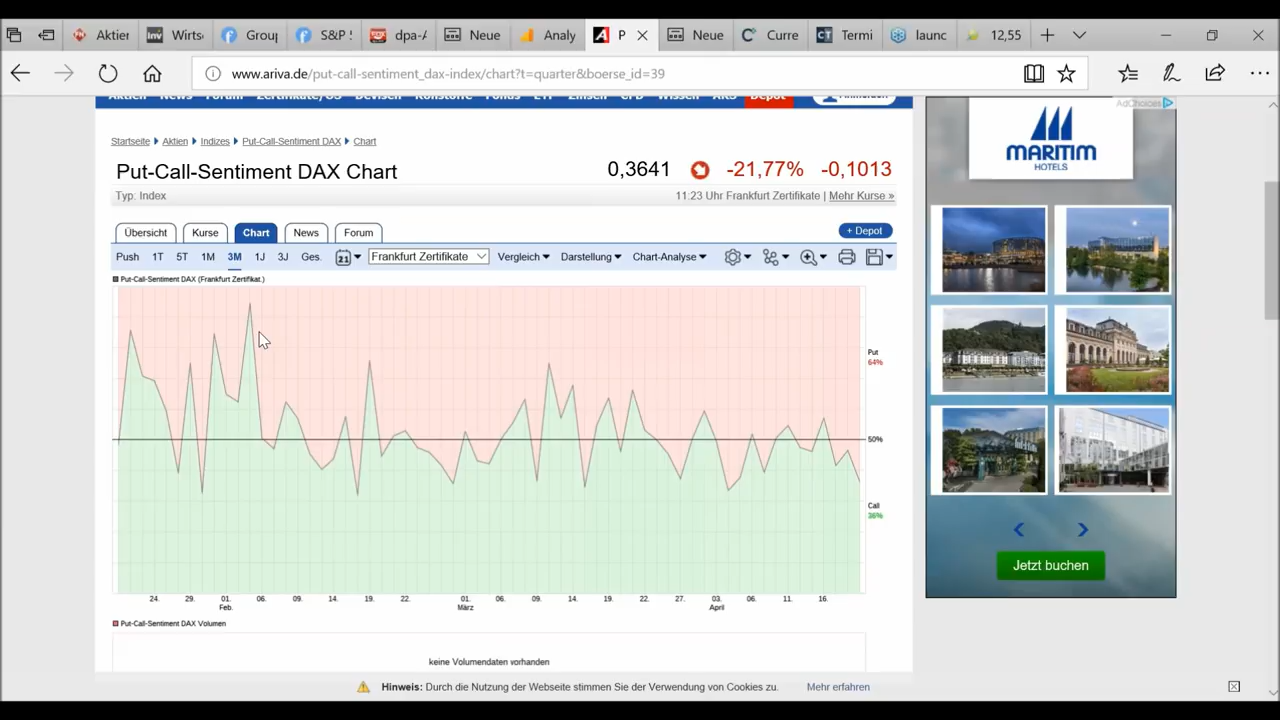 Aktier
Wirts
Group
S&P 5
dpa-A
Neue
Analy
P
Neue
Curre
Termi
launc
12,55
www.ariva.de/put-call-sentiment_dax-index/chart?t=quarter&boerse_id=39
AdChoices
Startseite Aktien Indizes Put-Call-Sentiment DAX Chart
Put-Call-Sentiment DAX Chart 0,3641 -21,77% -0,1013
Typ: Index 11:23 Uhr Frankfurt Zertifikate | Mehr Kurse »
Übersicht Kurse Chart News Forum + Depot
Push 1T 5T 1M 3M 1J 3J Ges. 21 Frankfurt Zertifikate Vergleich Darstellung Chart-Analyse
Put-Call-Sentiment DAX (Frankfurt Zertifikat.)
Put
64%
50%
Call
36%
24. 29. 01. 06. 09. 14. 19. 22. 01. 06. 09. 14. 19. 22. 27. 03. 06. 11. 16.
Feb. März April
Put-Call-Sentiment DAX Volumen
keine Volumendaten vorhanden
MARITIM
HOTELS
Jetzt buchen
Hinweis: Durch die Nutzung der Webseite stimmen Sie der Verwendung von Cookies zu. Mehr erfahren